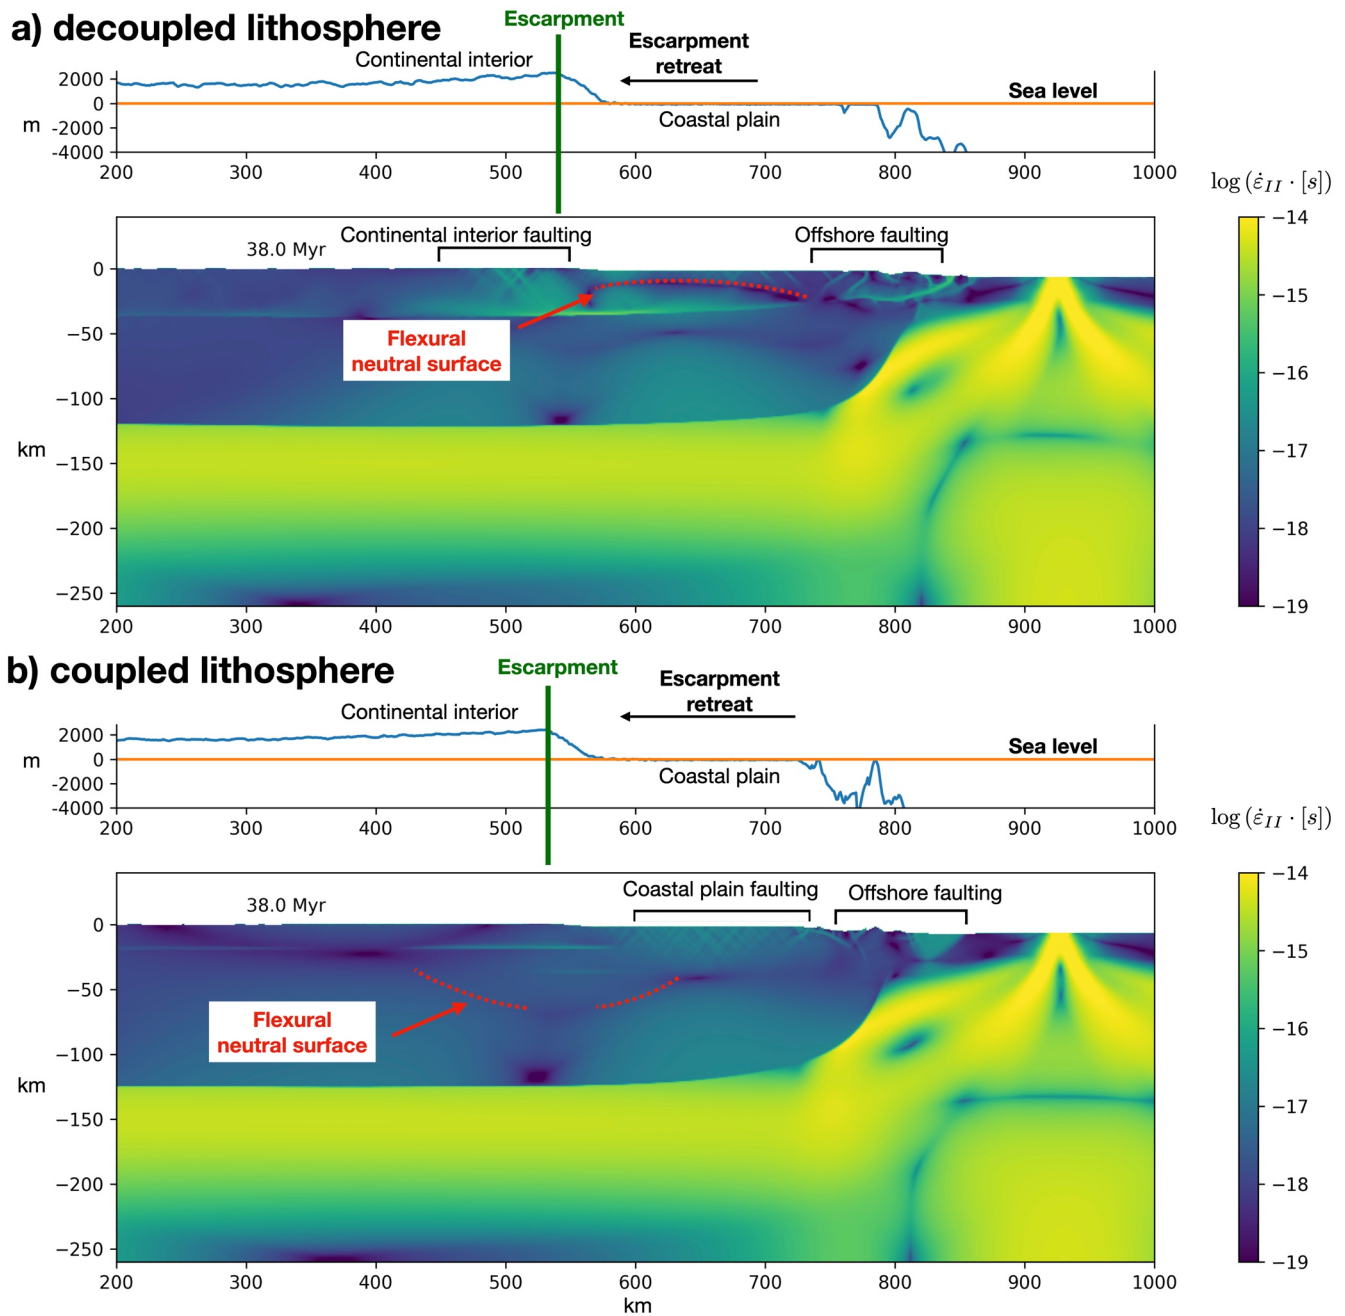 a) decoupled lithosphere
Escarpment
Continental interior
Escarpment
retreat
Sea level
Coastal plain
2000
0
-2000
-4000
m
200 300 400 500 600 700 800 900 1000
log (ε̇_II · [s])
Continental interior faulting
Offshore faulting
38.0 Myr
Flexural
neutral surface
0
−50
−100
−150
−200
−250
km
200 300 400 500 600 700 800 900 1000
−14
−15
−16
−17
−18
−19
b) coupled lithosphere
Escarpment
Continental interior
Escarpment
retreat
Sea level
Coastal plain
2000
0
-2000
-4000
m
200 300 400 500 600 700 800 900 1000
log (ε̇_II · [s])
Coastal plain faulting
Offshore faulting
38.0 Myr
Flexural
neutral surface
0
−50
−100
−150
−200
−250
km
200 300 400 500 600 700 800 900 1000
km
−14
−15
−16
−17
−18
−19